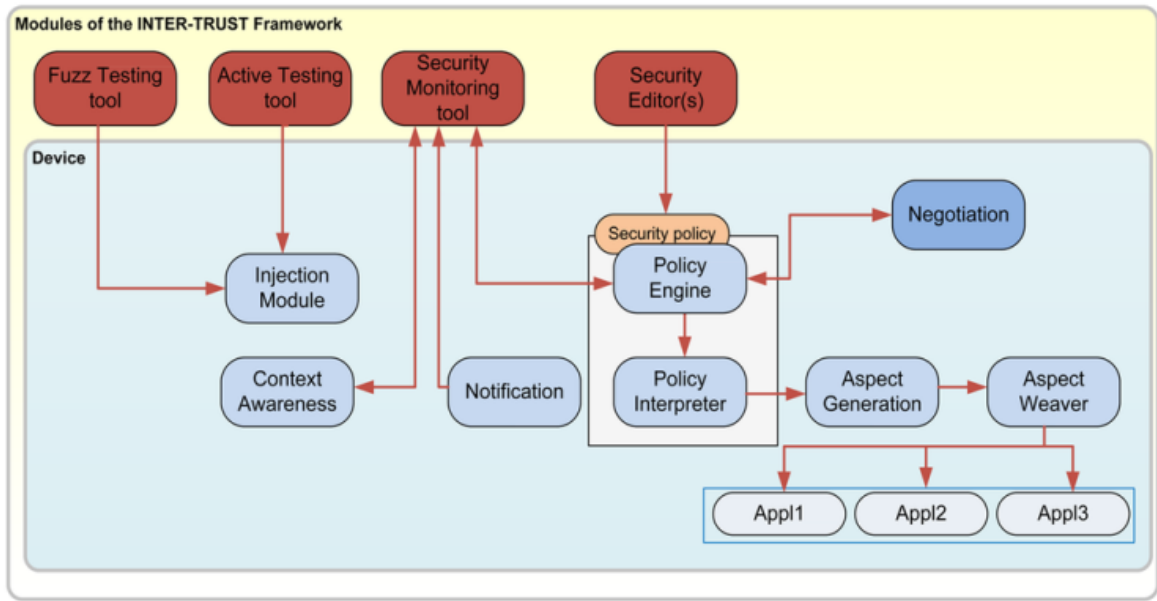 Modules of the INTER-TRUST Framework
Fuzz Testing
tool
Active Testing
tool
Security
Monitoring
tool
Security
Editor(s)
Device
Negotiation
Security policy
Policy
Engine
Injection
Module
Context
Awareness
Notification
Policy
Interpreter
Aspect
Generation
Aspect
Weaver
Appl1
Appl2
Appl3